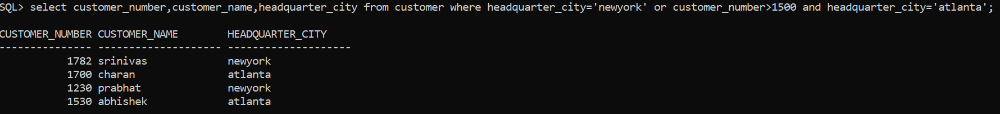 SQL> select customer_number,customer_name,headquarter_city from customer where headquarter_city='newyork' or customer_number>1500 and headquarter_city='atlanta';
CUSTOMER_NUMBER CUSTOMER_NAME        HEADQUARTER_CITY
--------------- -------------------- --------------------
           1782 srinivas             newyork
           1700 charan               atlanta
           1230 prabhat              newyork
           1530 abhishek             atlanta